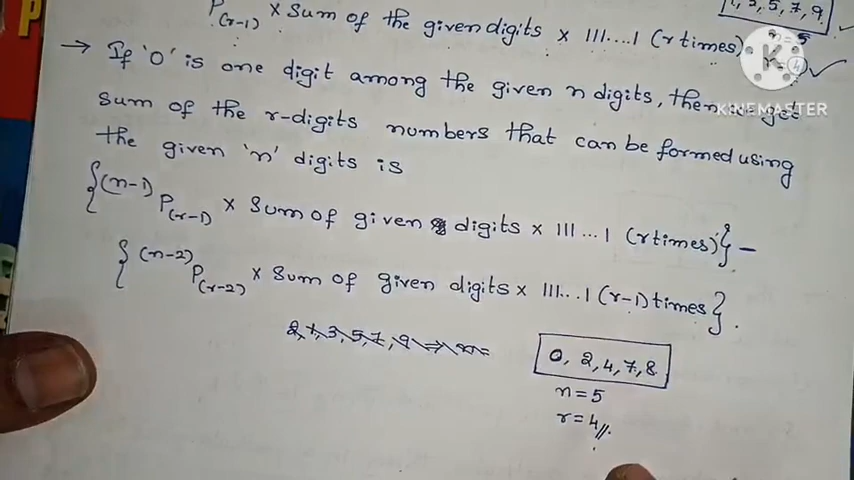 P(r-1) × Sum of the given digits × 111....1 (r times)
→ If '0' is one digit among the given n digits, then get
KINEMASTER
sum of the r-digits numbers that can be formed using
the given 'n' digits is
{(n-1)P(r-1) × Sum of given digits × 111...1 (r times)} -
{(n-2)P(r-2) × Sum of given digits × 111...1 (r-1) times}.
0, 2, 4, 7, 8
n = 5
r = 4